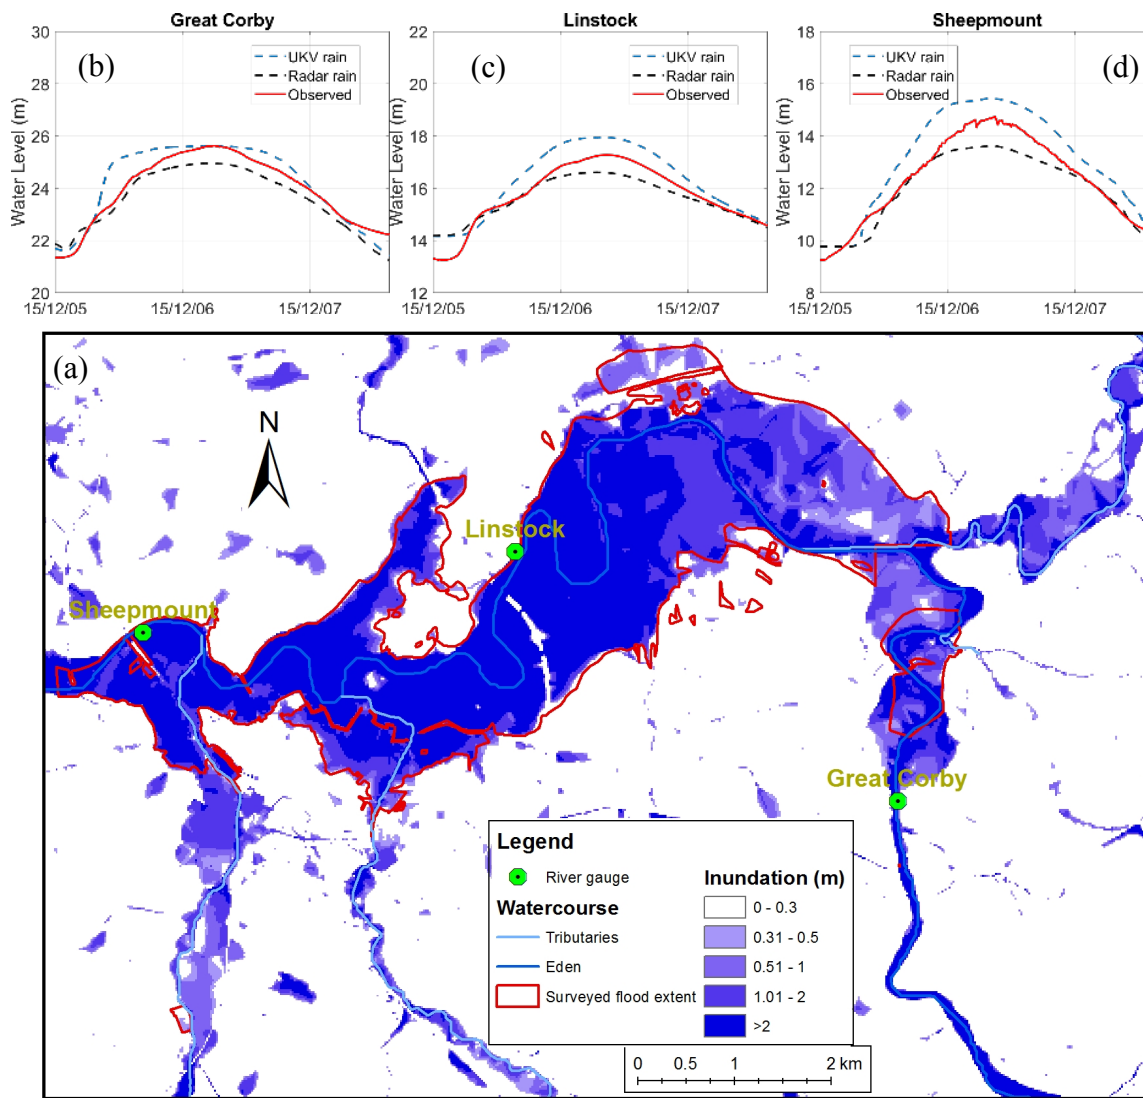 Great Corby
30
28
26
24
22
20
Water Level (m)
(b)
UKV rain
Radar rain
Observed
15/12/05
15/12/06
15/12/07
Linstock
22
20
18
16
14
12
Water Level (m)
(c)
UKV rain
Radar rain
Observed
15/12/05
15/12/06
15/12/07
Sheepmount
18
16
14
12
10
8
Water Level (m)
(d)
UKV rain
Radar rain
Observed
15/12/05
15/12/06
15/12/07
(a)
N
Linstock
Sheepmount
Great Corby
Legend
River gauge
Watercourse
Tributaries
Eden
Surveyed flood extent
Inundation (m)
0 - 0.3
0.31 - 0.5
0.51 - 1
1.01 - 2
>2
0 0.5 1 2 km